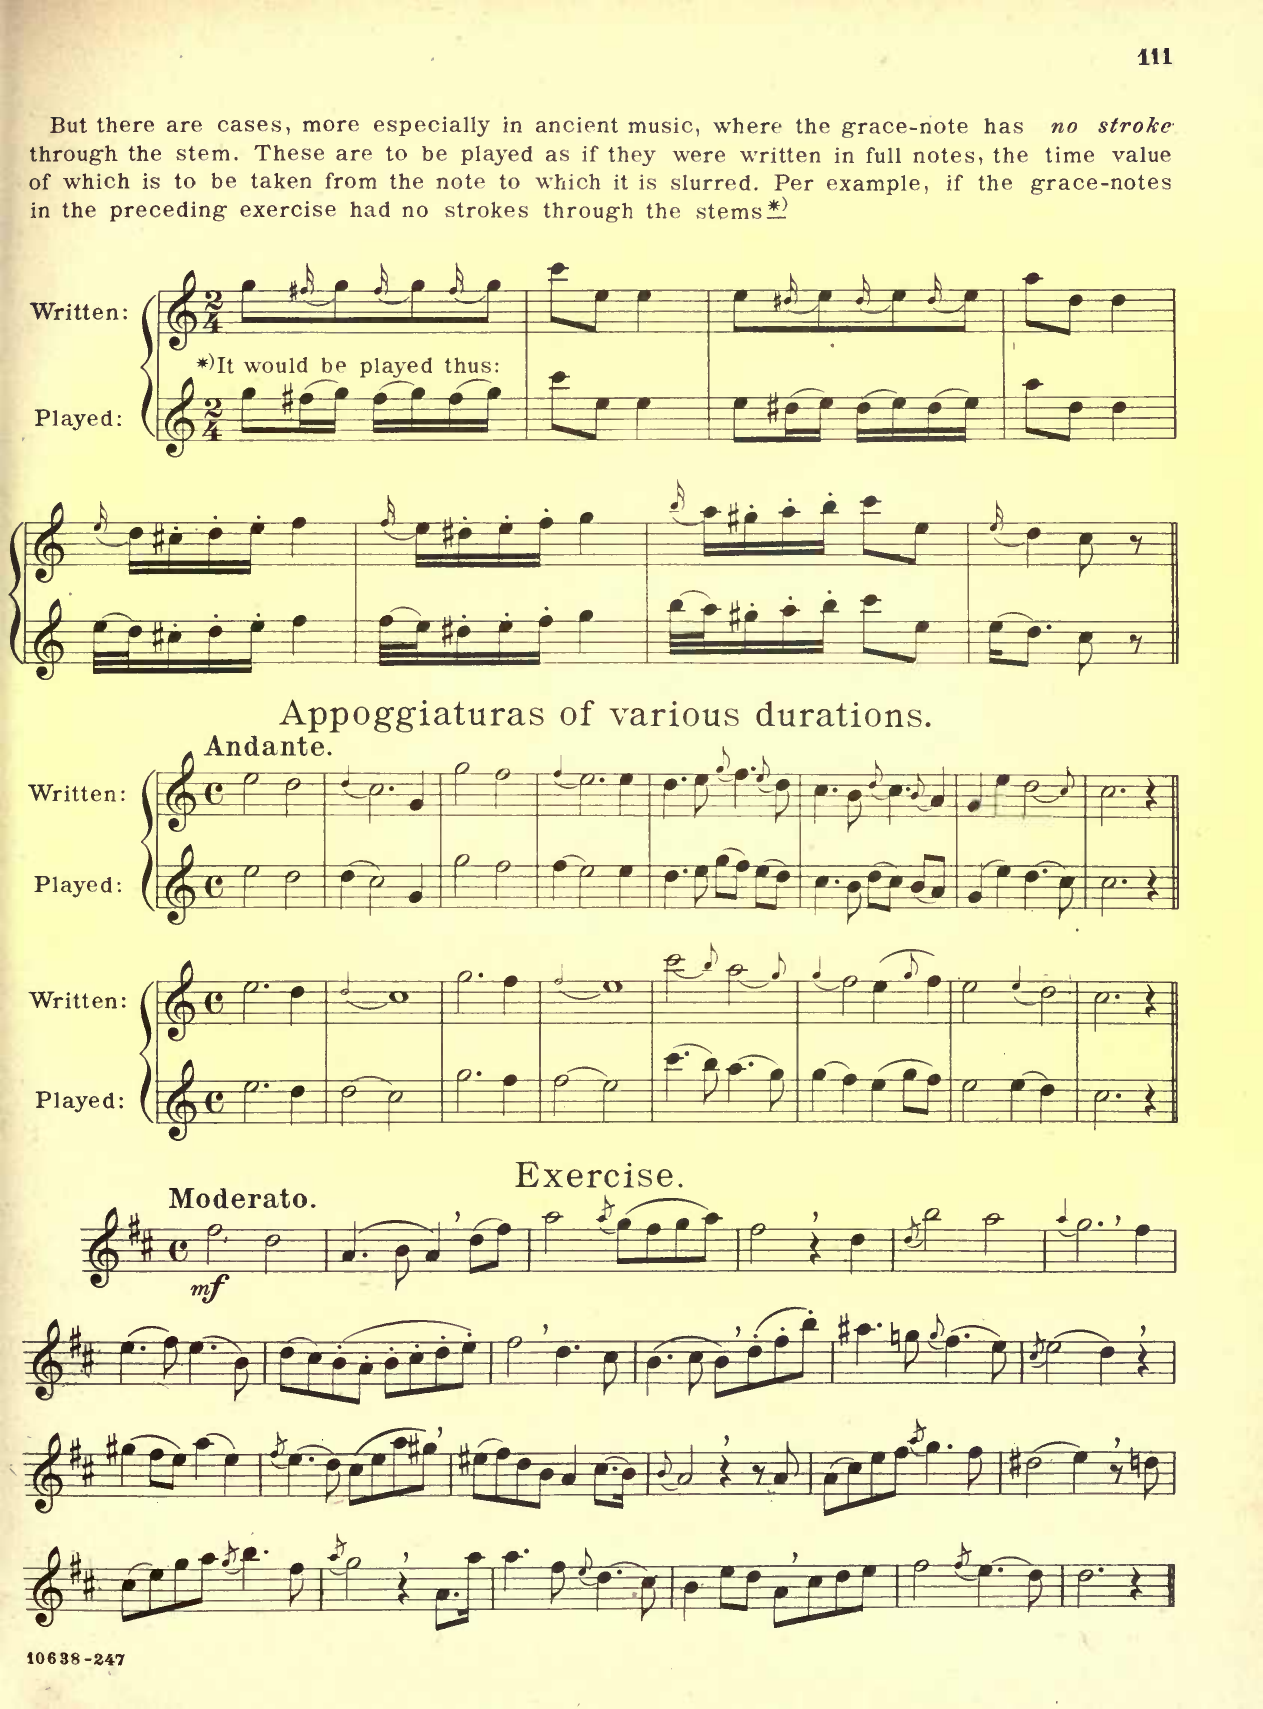 111
But there are cases, more especially in ancient music, where the grace-note has no stroke
through the stem. These are to be played as if they were written in full notes, the time value
of which is to be taken from the note to which it is slurred. Per example, if the grace-notes
in the preceding exercise had no strokes through the stems *)
Written:
*) It would be played thus:
Played:
Appoggiaturas of various durations.
Andante.
Written:
Played:
Written:
Played:
Exercise.
Moderato.
mf
10638-247